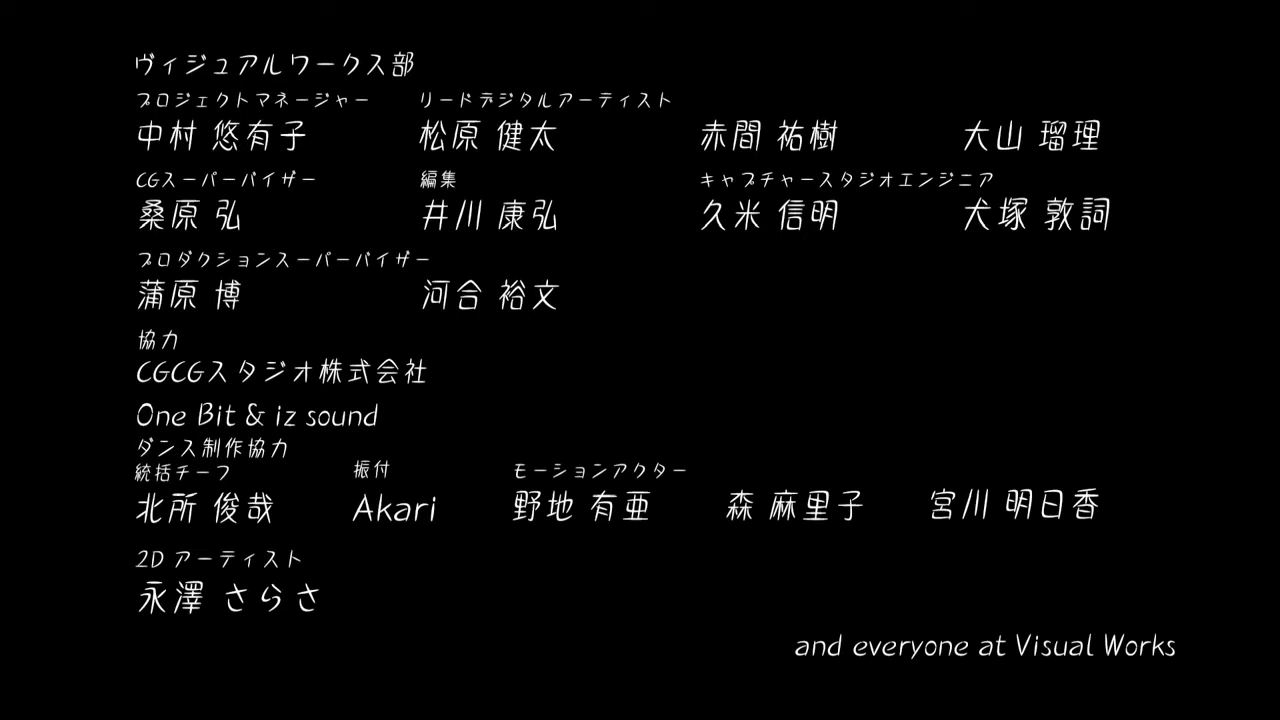 ヴィジュアルワークス部
プロジェクトマネージャー リードデジタルアーティスト
中村 悠有子 松原 健太 赤間 祐樹 大山 瑠理
CGスーパーバイザー 編集 キャプチャースタジオエンジニア
桑原 弘 井川 康弘 久米 信明 犬塚 敦詞
プロダクションスーパーバイザー
蒲原 博 河合 裕文
協力
CGCGスタジオ株式会社
One Bit & iz sound
ダンス制作協力
統括チーフ 振付 モーションアクター
北所 俊哉 Akari 野地 有亜 森 麻里子 宮川 明日香
2D アーティスト
永澤 さらさ
and everyone at Visual Works